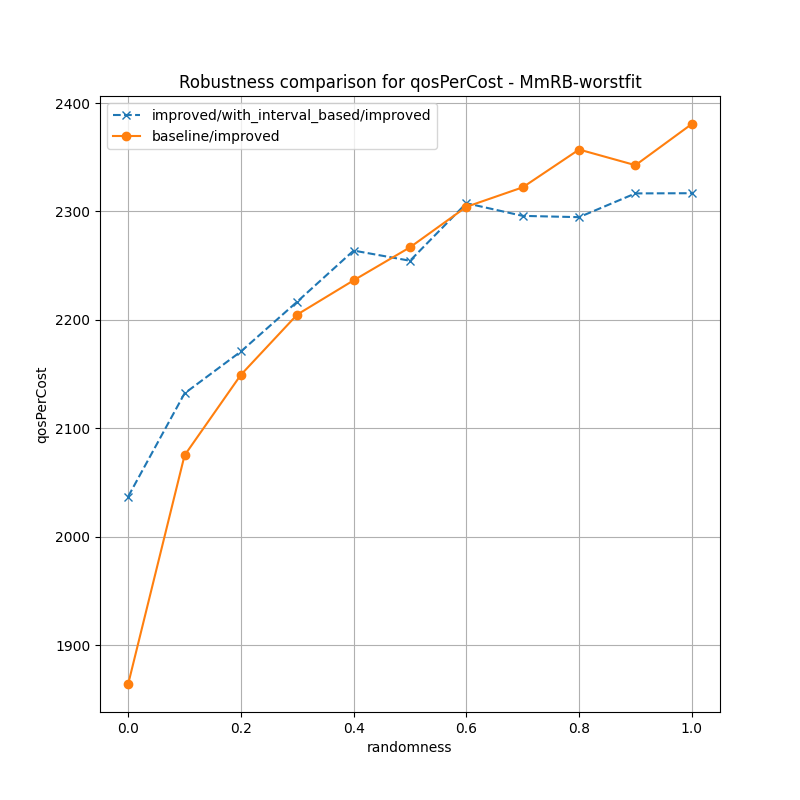 Robustness comparison for qosPerCost - MmRB-worstfit
improved/with_interval_based/improved
baseline/improved
2400
2300
2200
2100
2000
1900
qosPerCost
0.0 0.2 0.4 0.6 0.8 1.0
randomness